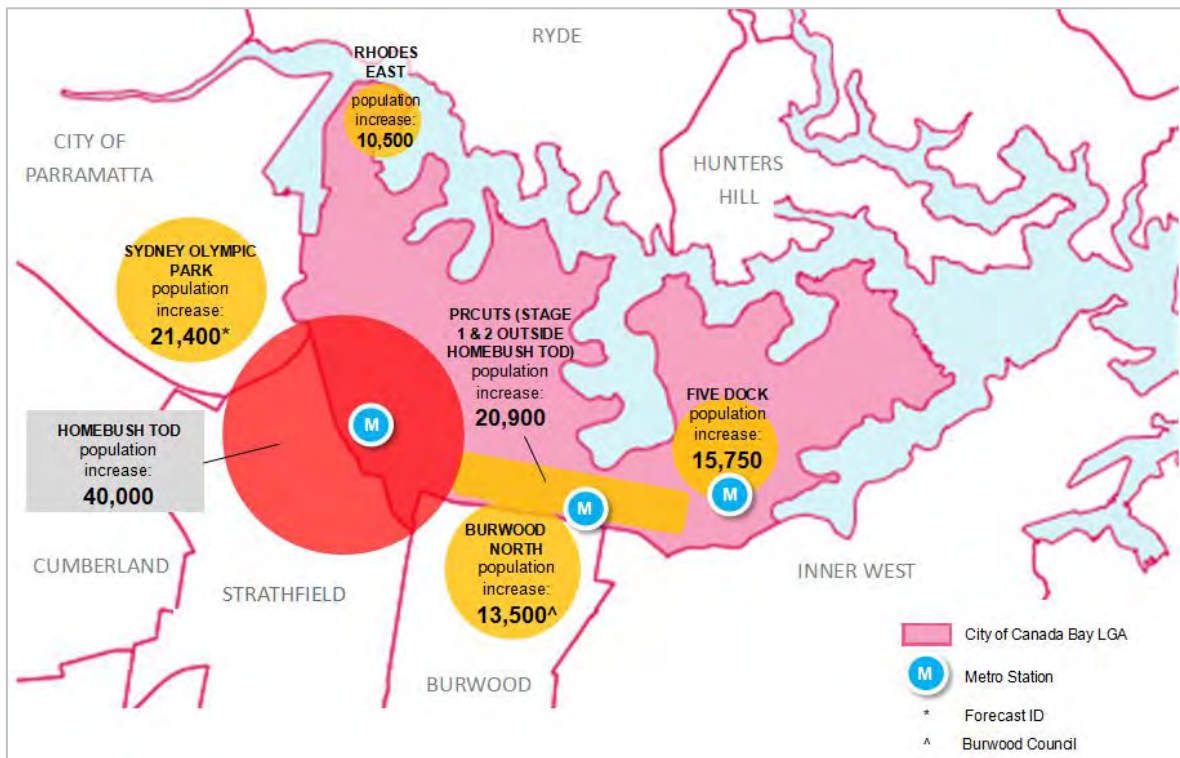 RYDE
RHODES
EAST
population
increase:
10,500
CITY OF
PARRAMATTA
HUNTERS
HILL
SYDNEY OLYMPIC
PARK
population
increase:
21,400*
PRCUTS (STAGE
1 & 2 OUTSIDE
HOMEBUSH TOD)
population
increase:
20,900
FIVE DOCK
population
increase:
15,750
M
HOMEBUSH TOD
population
increase:
40,000
M
M
BURWOOD
NORTH
population
increase:
13,500^
CUMBERLAND
STRATHFIELD
INNER WEST
BURWOOD
City of Canada Bay LGA
M Metro Station
* Forecast ID
^ Burwood Council